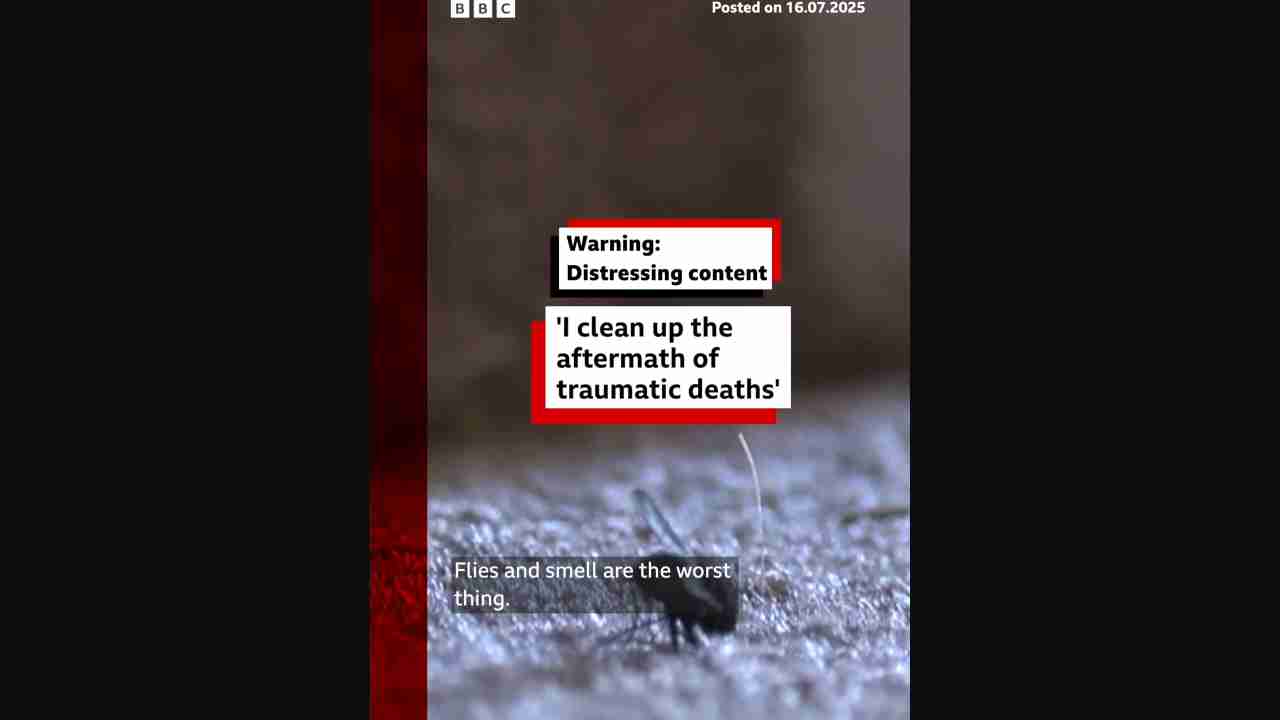 BBC
Posted on 16.07.2025
Warning:
Distressing content
'I clean up the
aftermath of
traumatic deaths'
Flies and smell are the worst
thing.